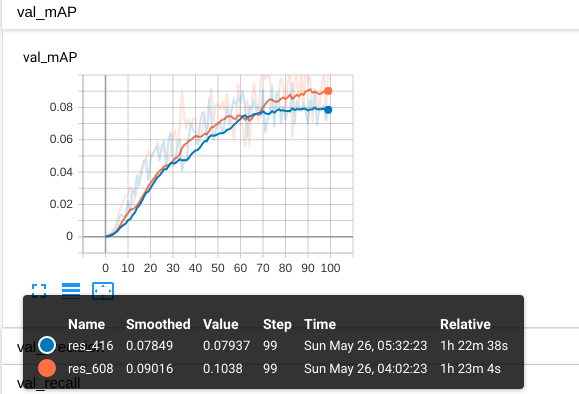 val_mAP
val_mAP
0.08
0.06
0.04
0.02
0
0 10 20 30 40 50 60 70 80 90 100
Name Smoothed Value Step Time Relative
res_416 0.07849 0.07937 99 Sun May 26, 05:32:23 1h 22m 38s
res_608 0.09016 0.1038 99 Sun May 26, 04:02:23 1h 23m 4s
val_recall